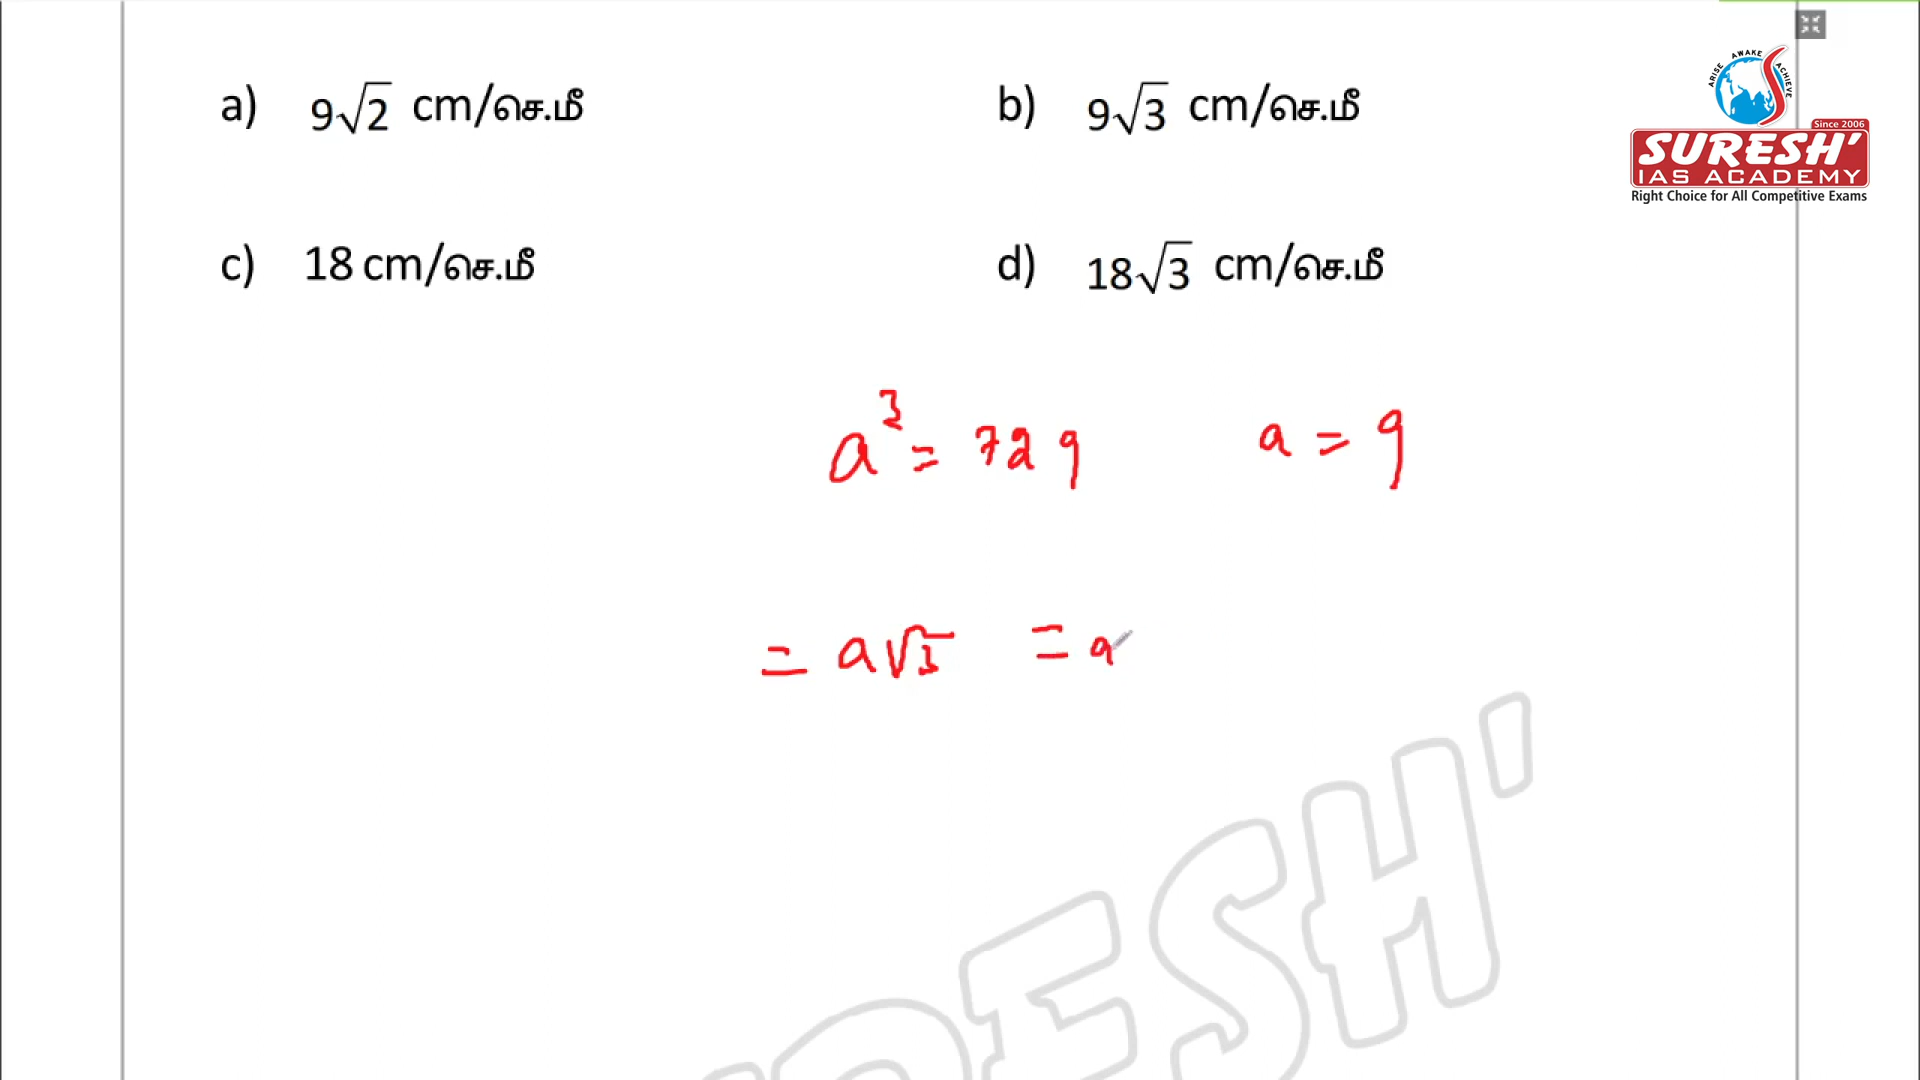 a) 9√2 cm/செ.மீ
b) 9√3 cm/செ.மீ
ARISE AWAKE ACHIEVE
Since 2006
SURESH'
IAS ACADEMY
Right Choice for All Competitive Exams
c) 18 cm/செ.மீ
d) 18√3 cm/செ.மீ
a³ = 729
a = 9
= a√3 = 9
RESH'